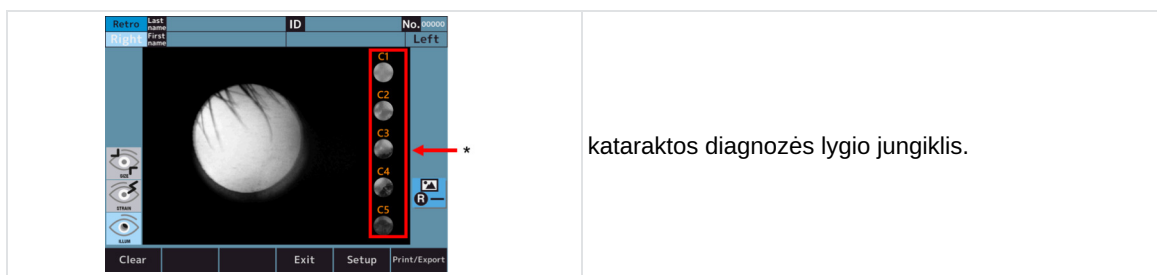 Retro Last name ID No. 00000
Right First name Left
C1
C2
C3
*
kataraktos diagnozės lygio jungiklis.
C4
C5
SIZE
STRAIN
ILLUM
R
Clear Exit Setup Print/Export